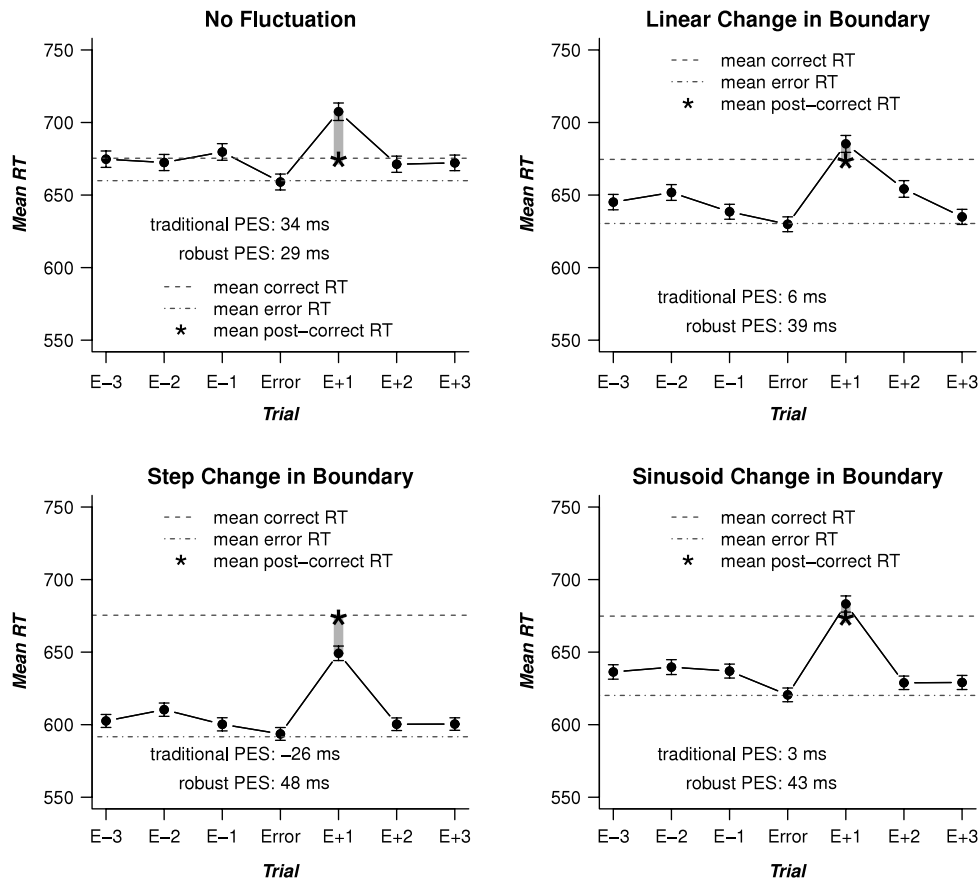 No Fluctuation
750
700
650
600
550
Mean RT
traditional PES: 34 ms
robust PES: 29 ms
mean correct RT
mean error RT
mean post−correct RT
E−3 E−2 E−1 Error E+1 E+2 E+3
Trial
Linear Change in Boundary
750
700
650
600
550
Mean RT
mean correct RT
mean error RT
mean post−correct RT
traditional PES: 6 ms
robust PES: 39 ms
E−3 E−2 E−1 Error E+1 E+2 E+3
Trial
Step Change in Boundary
750
700
650
600
550
Mean RT
mean correct RT
mean error RT
mean post−correct RT
traditional PES: −26 ms
robust PES: 48 ms
E−3 E−2 E−1 Error E+1 E+2 E+3
Trial
Sinusoid Change in Boundary
750
700
650
600
550
Mean RT
mean correct RT
mean error RT
mean post−correct RT
traditional PES: 3 ms
robust PES: 43 ms
E−3 E−2 E−1 Error E+1 E+2 E+3
Trial